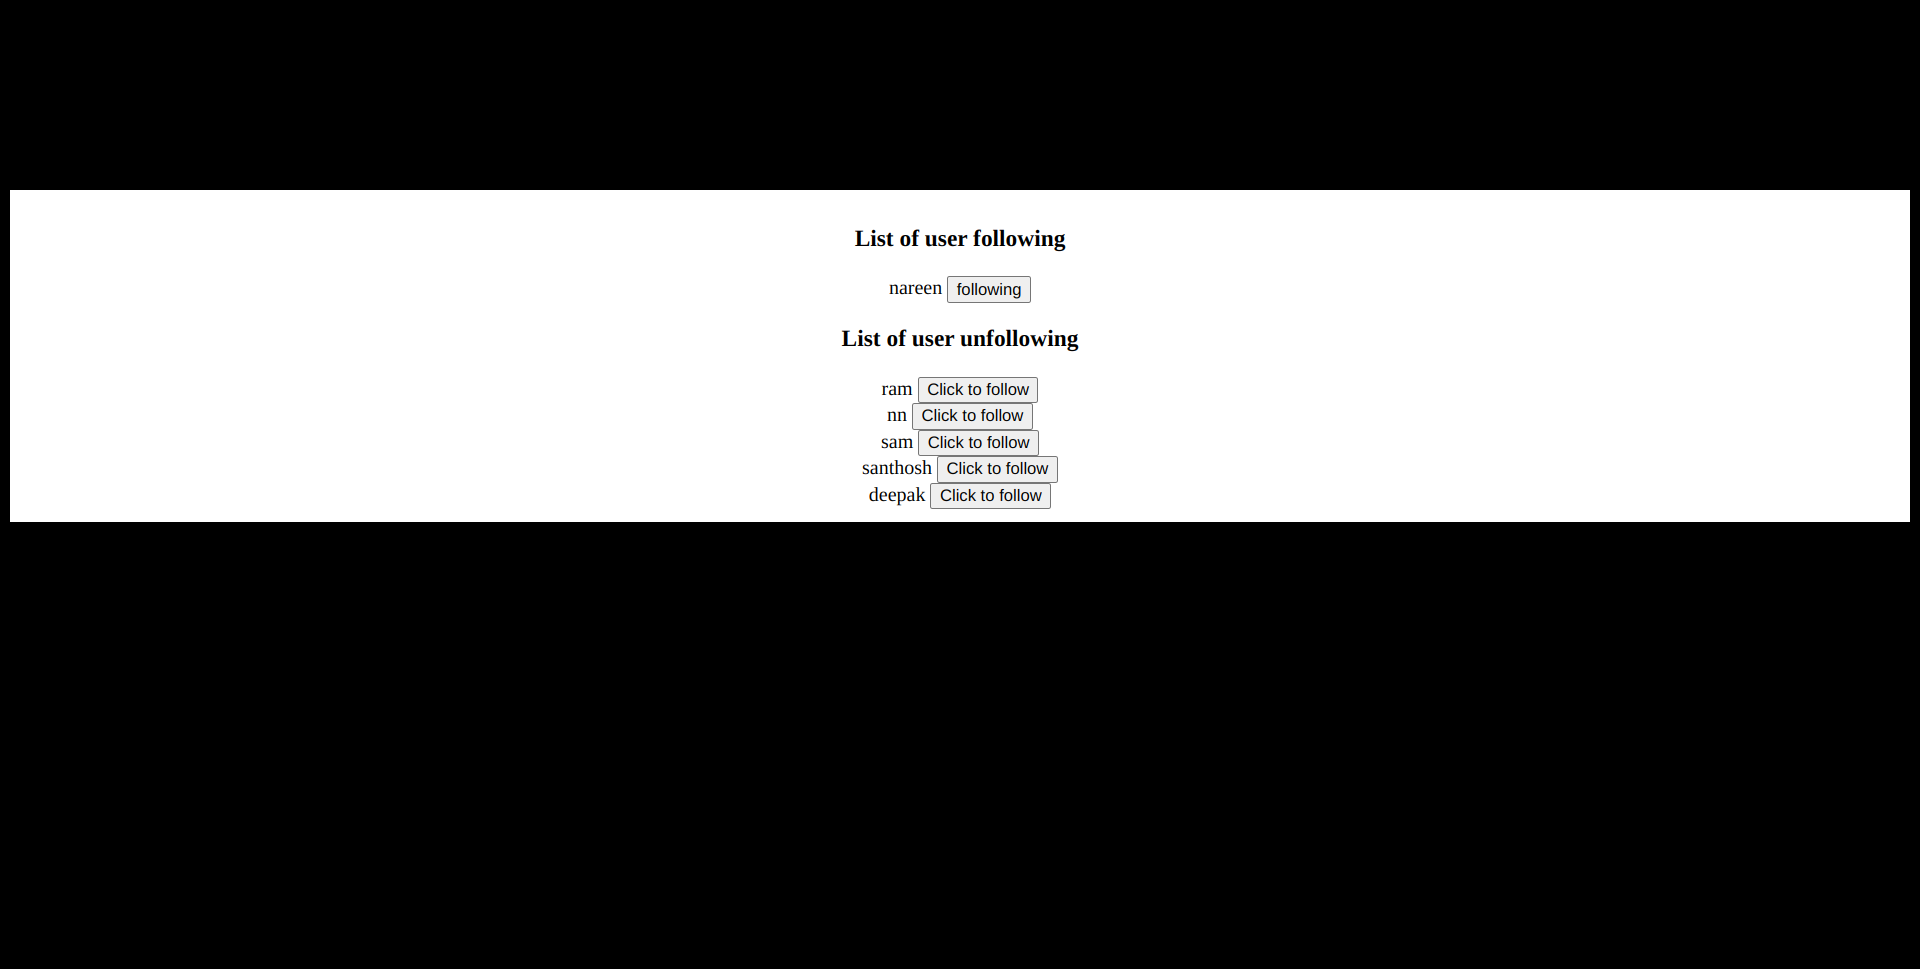 List of user following
nareen following
List of user unfollowing
ram Click to follow
nn Click to follow
sam Click to follow
santhosh Click to follow
deepak Click to follow